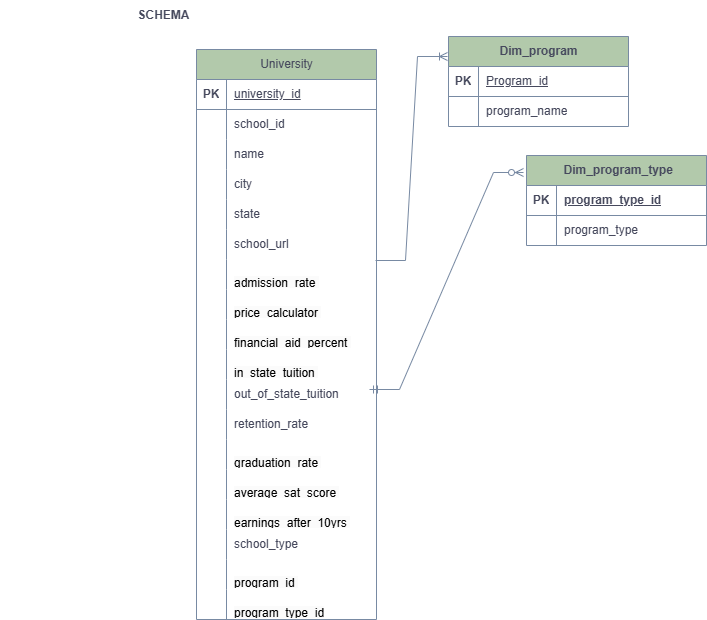 SCHEMA
University
PK university_id
school_id
name
city
state
school_url
admission_rate
price_calculator
financial_aid_percent
in_state_tuition
out_of_state_tuition
retention_rate
graduation_rate
average_sat_score
earnings_after_10yrs
school_type
program_id
program_type_id
Dim_program
PK Program_id
program_name
Dim_program_type
PK program_type_id
program_type